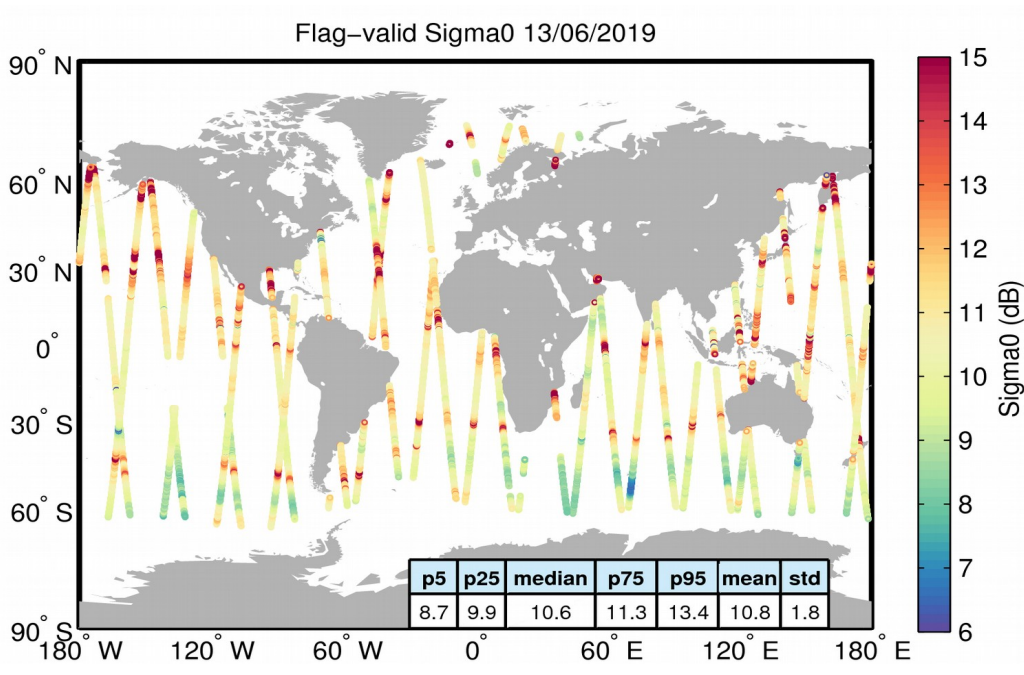 Flag−valid Sigma0 13/06/2019
90° N
60° N
30° N
0°
30° S
60° S
90° S
180° W
120° W
60° W
0°
60° E
120° E
180° E
p5 p25 median p75 p95 mean std
8.7 9.9 10.6 11.3 13.4 10.8 1.8
15
14
13
12
11
10
9
8
7
6
Sigma0 (dB)